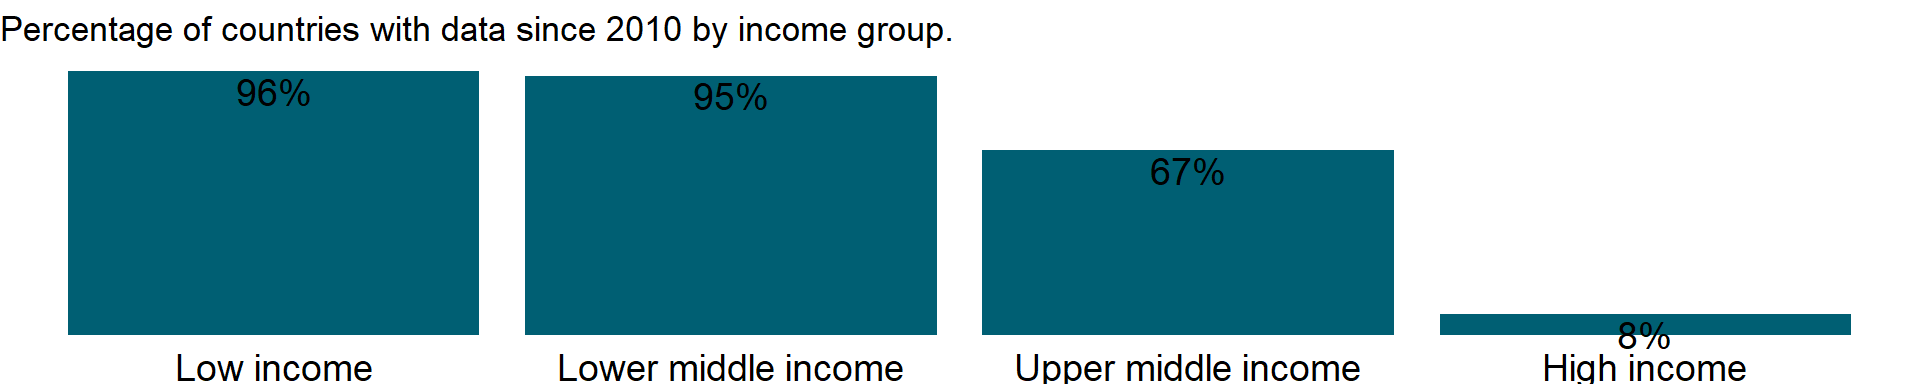 Percentage of countries with data since 2010 by income group.
96%
95%
67%
8%
Low income
Lower middle income
Upper middle income
High income